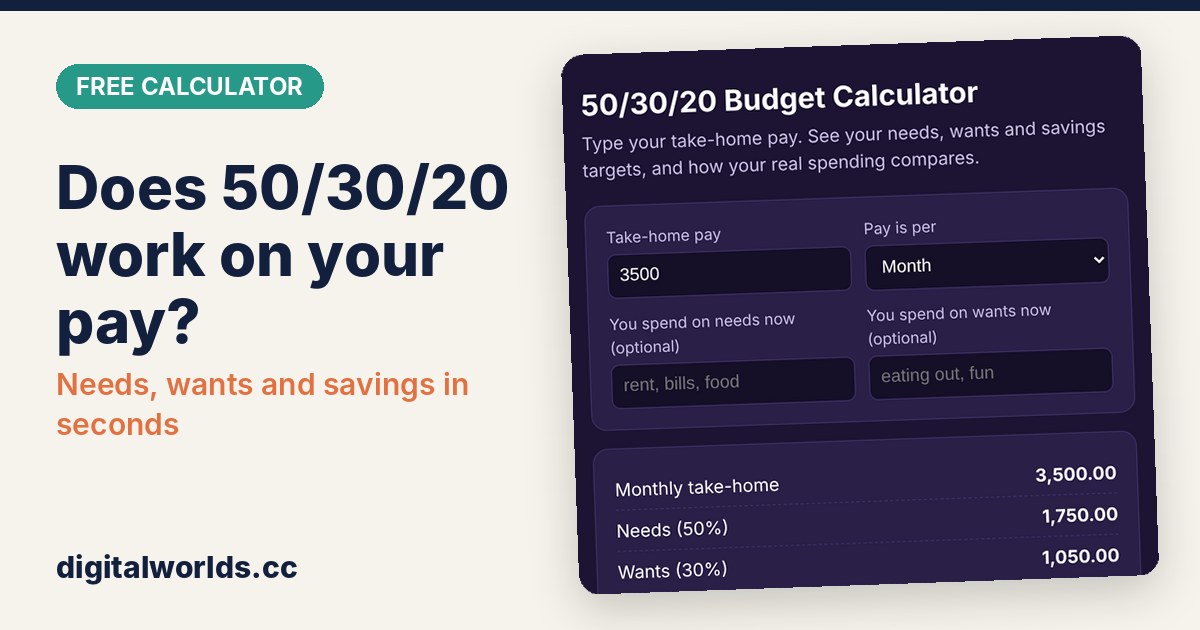 FREE CALCULATOR
Does 50/30/20
work on your
pay?
Needs, wants and savings in
seconds
digitalworlds.cc
50/30/20 Budget Calculator
Type your take-home pay. See your needs, wants and savings
targets, and how your real spending compares.
Take-home pay
Pay is per
3500
Month
You spend on needs now
(optional)
You spend on wants now
(optional)
rent, bills, food
eating out, fun
Monthly take-home 3,500.00
Needs (50%) 1,750.00
Wants (30%) 1,050.00